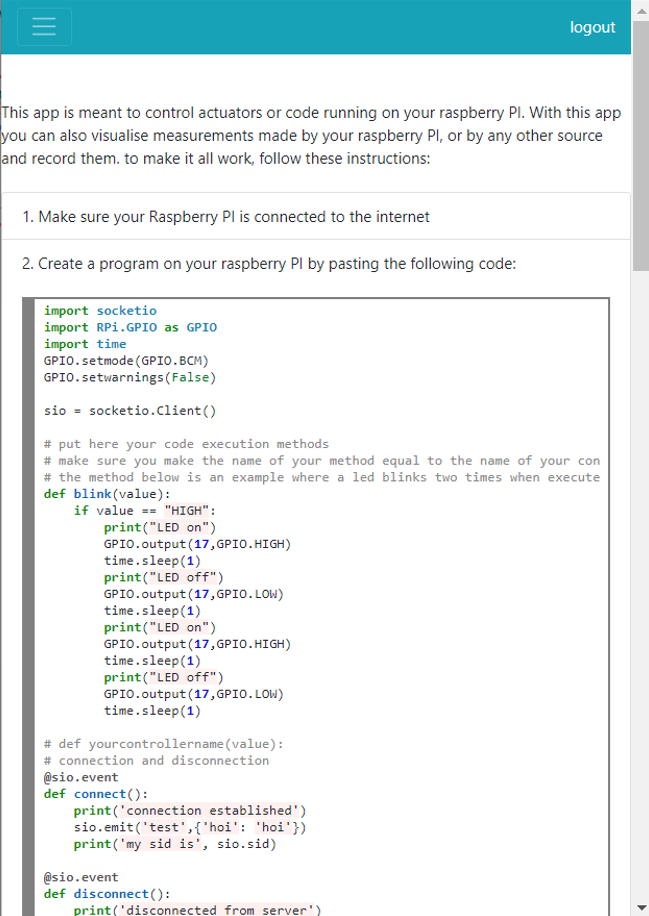 logout
This app is meant to control actuators or code running on your raspberry PI. With this app
you can also visualise measurements made by your raspberry PI, or by any other source
and record them. to make it all work, follow these instructions:
1. Make sure your Raspberry PI is connected to the internet
2. Create a program on your raspberry PI by pasting the following code:
import socketio
import RPi.GPIO as GPIO
import time
GPIO.setmode(GPIO.BCM)
GPIO.setwarnings(False)
sio = socketio.Client()
# put here your code execution methods
# make sure you make the name of your method equal to the name of your con
# the method below is an example where a led blinks two times when execute
def blink(value):
    if value == "HIGH":
        print("LED on")
        GPIO.output(17,GPIO.HIGH)
        time.sleep(1)
        print("LED off")
        GPIO.output(17,GPIO.LOW)
        time.sleep(1)
        print("LED on")
        GPIO.output(17,GPIO.HIGH)
        time.sleep(1)
        print("LED off")
        GPIO.output(17,GPIO.LOW)
        time.sleep(1)
# def yourcontrollername(value):
# connection and disconnection
@sio.event
def connect():
    print('connection established')
    sio.emit('test',{'hoi': 'hoi'})
    print('my sid is', sio.sid)
@sio.event
def disconnect():
    print('disconnected from server')